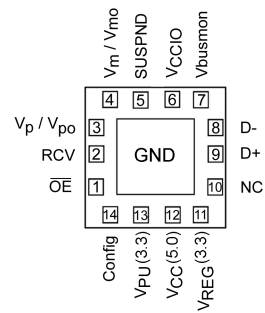 Vm / Vmo
SUSPND
VCCIO
Vbusmon
4
5
6
7
Vp / Vpo
3
8
D-
RCV
2
GND
9
D+
OE
1
10
NC
14
13
12
11
Config
VPU(3.3)
VCC(5.0)
VREG(3.3)